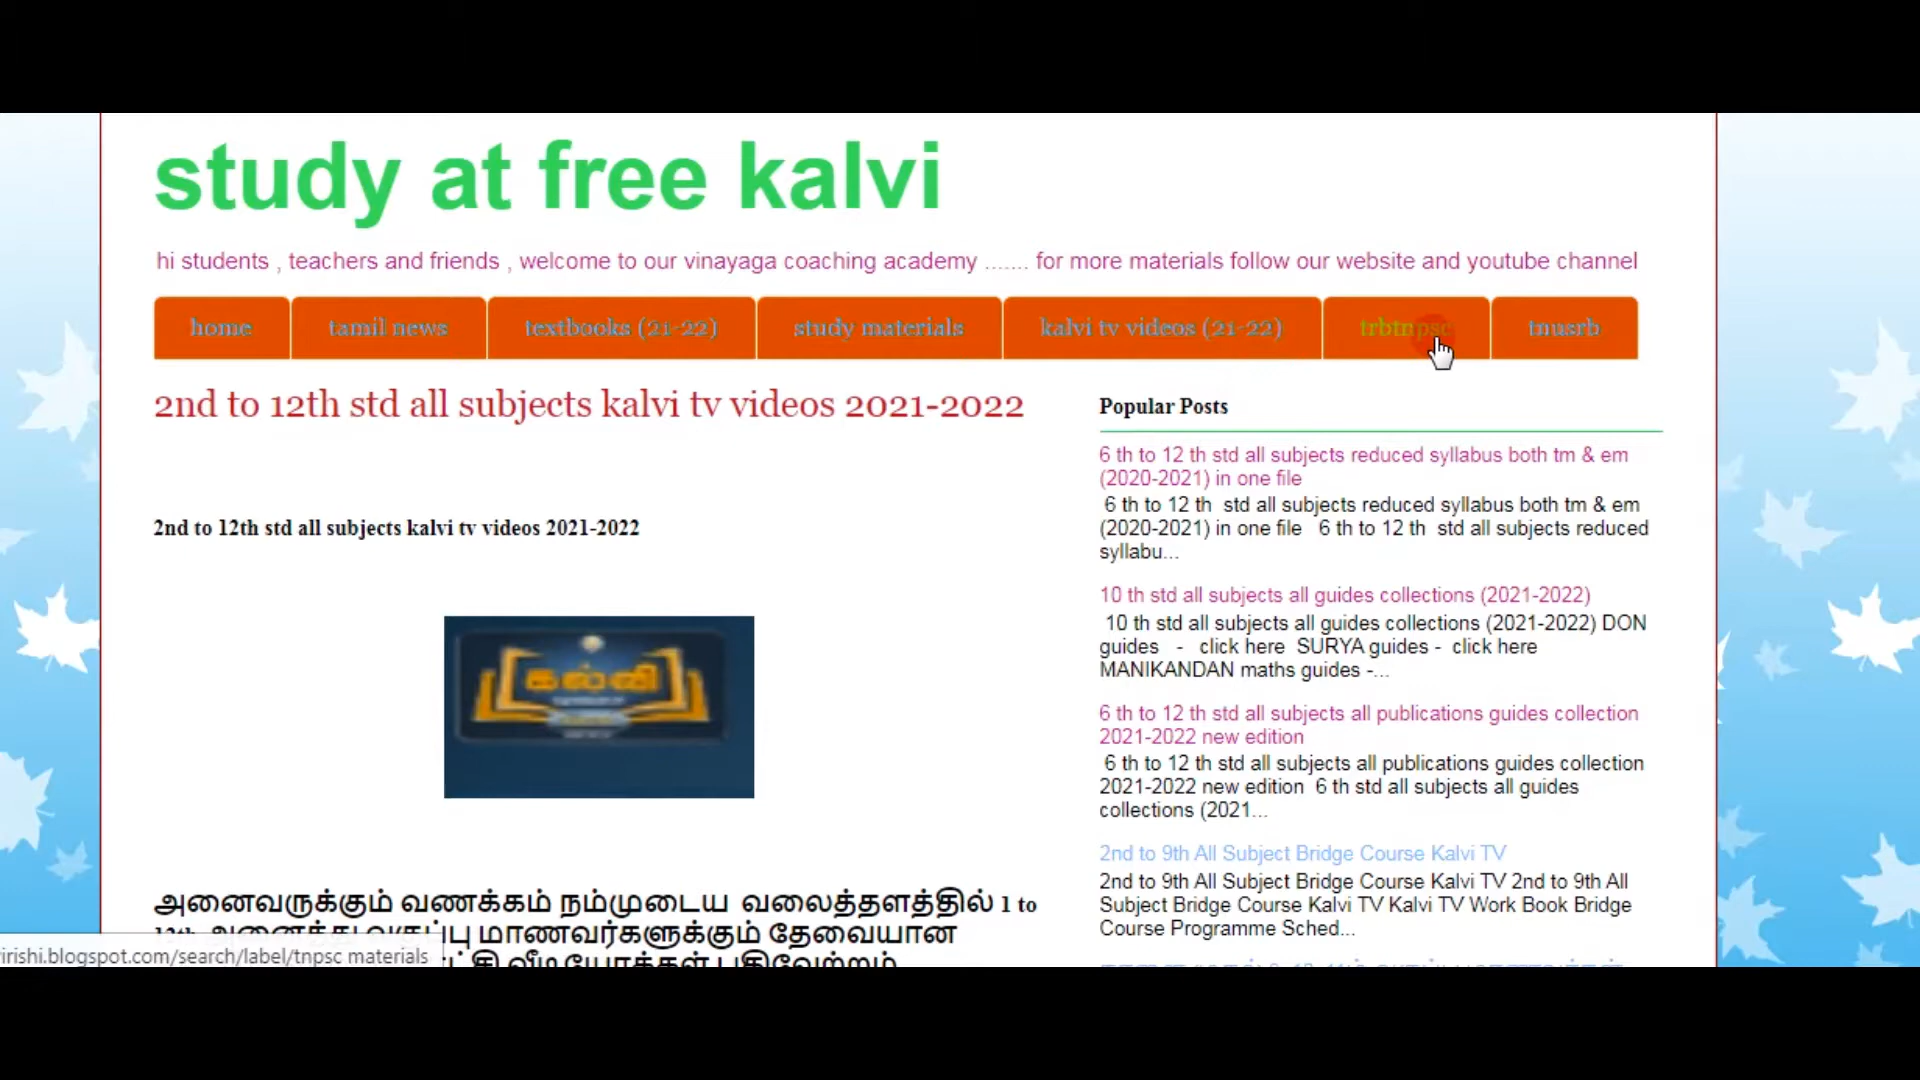 study at free kalvi
hi students , teachers and friends , welcome to our vinayaga coaching academy ....... for more materials follow our website and youtube channel
home tamil news textbooks (21-22) study materials kalvi tv videos (21-22) trbtnpsc tnusrb
2nd to 12th std all subjects kalvi tv videos 2021-2022
2nd to 12th std all subjects kalvi tv videos 2021-2022
கல்வி
அனைவருக்கும் வணக்கம் நம்முடைய வலைத்தளத்தில் 1 to
12th அனைத்து வகுப்பு மாணவர்களுக்கும் தேவையான
Popular Posts
6 th to 12 th std all subjects reduced syllabus both tm & em
(2020-2021) in one file
6 th to 12 th std all subjects reduced syllabus both tm & em
(2020-2021) in one file 6 th to 12 th std all subjects reduced
syllabu...
10 th std all subjects all guides collections (2021-2022)
10 th std all subjects all guides collections (2021-2022) DON
guides - click here SURYA guides - click here
MANIKANDAN maths guides -...
6 th to 12 th std all subjects all publications guides collection
2021-2022 new edition
6 th to 12 th std all subjects all publications guides collection
2021-2022 new edition 6 th std all subjects all guides
collections (2021...
2nd to 9th All Subject Bridge Course Kalvi TV
2nd to 9th All Subject Bridge Course Kalvi TV 2nd to 9th All
Subject Bridge Course Kalvi TV Kalvi TV Work Book Bridge
Course Programme Sched...
irishi.blogspot.com/search/label/tnpsc materials